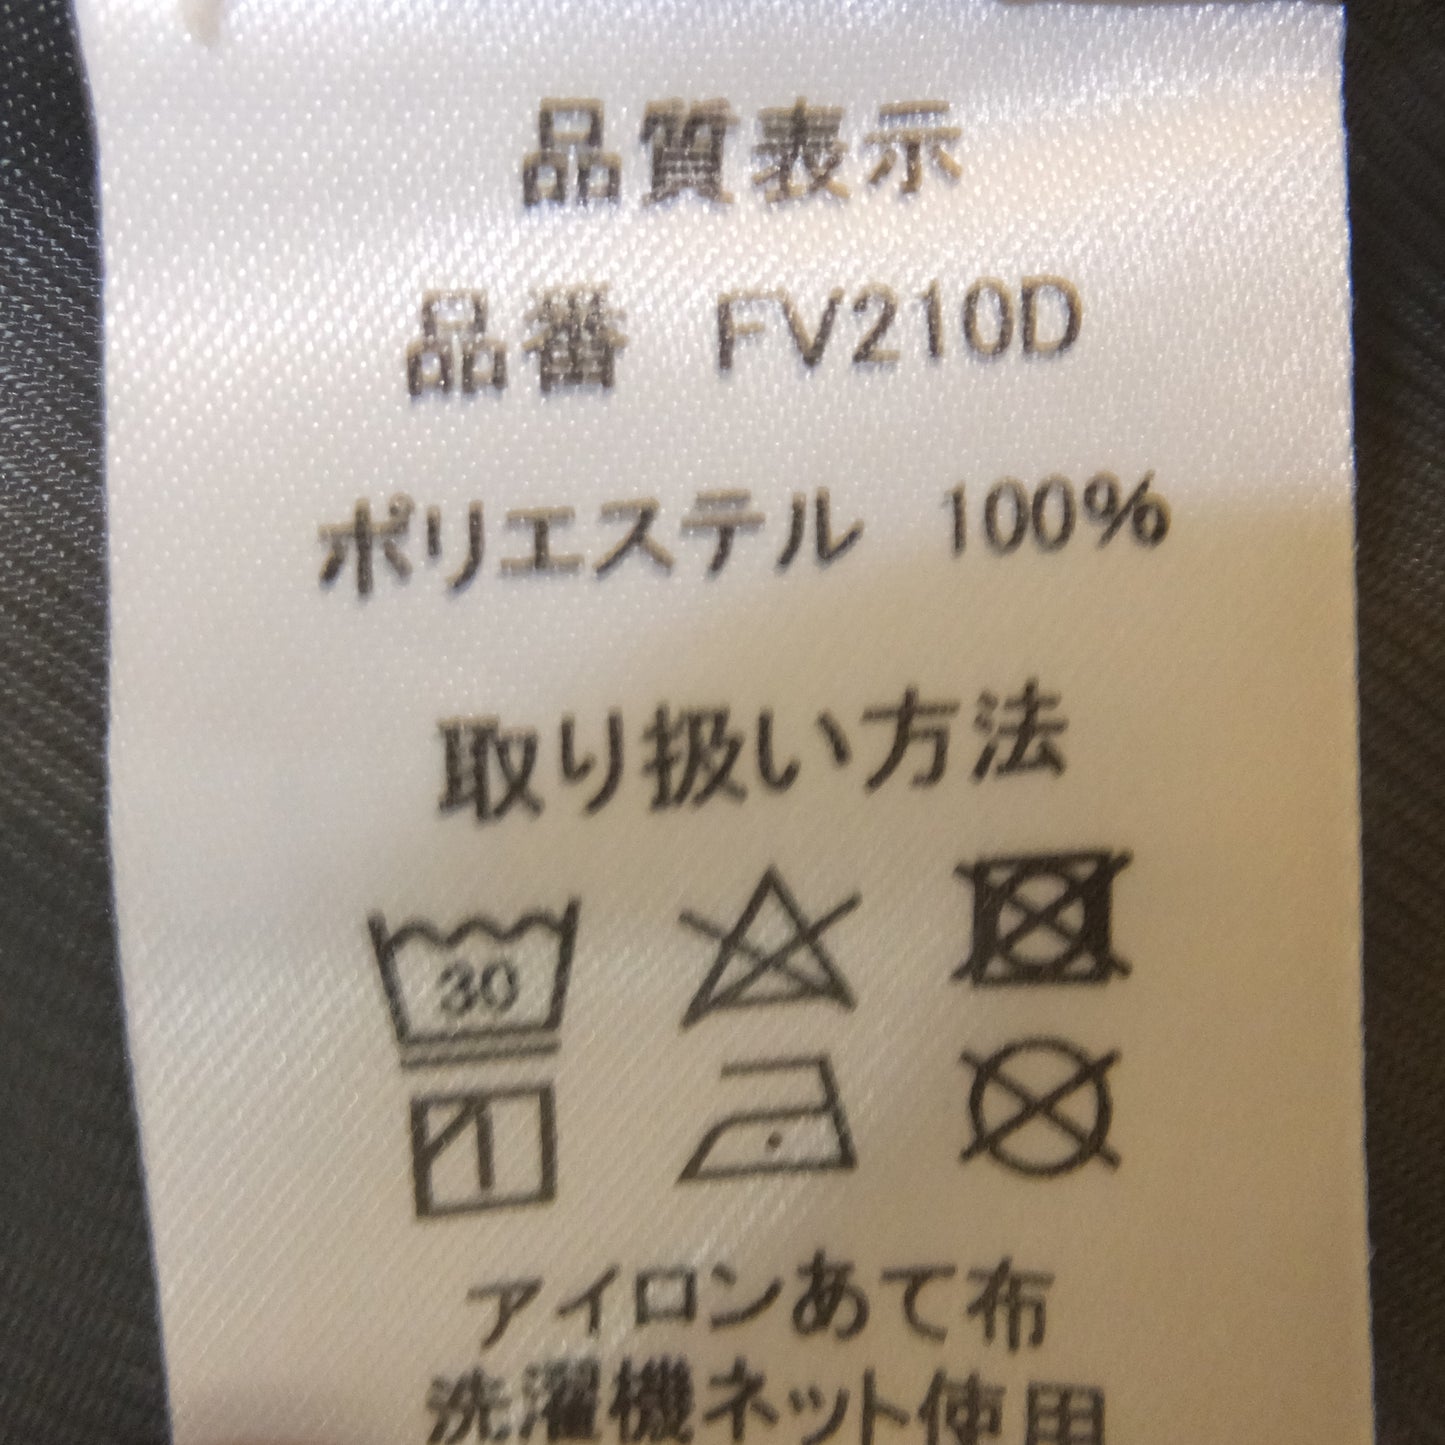 品質表示
品番 FV210D
ポリエステル 100%
取り扱い方法
30
アイロンあて布
洗濯機ネット使用